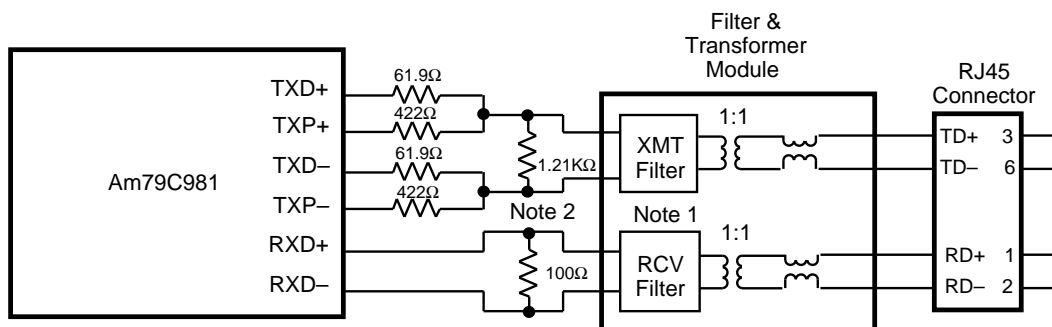 Filter &
Transformer
Module
RJ45
Connector
Am79C981
TXD+
61.9Ω
TXP+
422Ω
TXD–
61.9Ω
TXP–
422Ω
1.21KΩ
Note 2
RXD+
RXD–
100Ω
XMT
Filter
1:1
Note 1
RCV
Filter
1:1
TD+ 3
TD– 6
RD+ 1
RD– 2